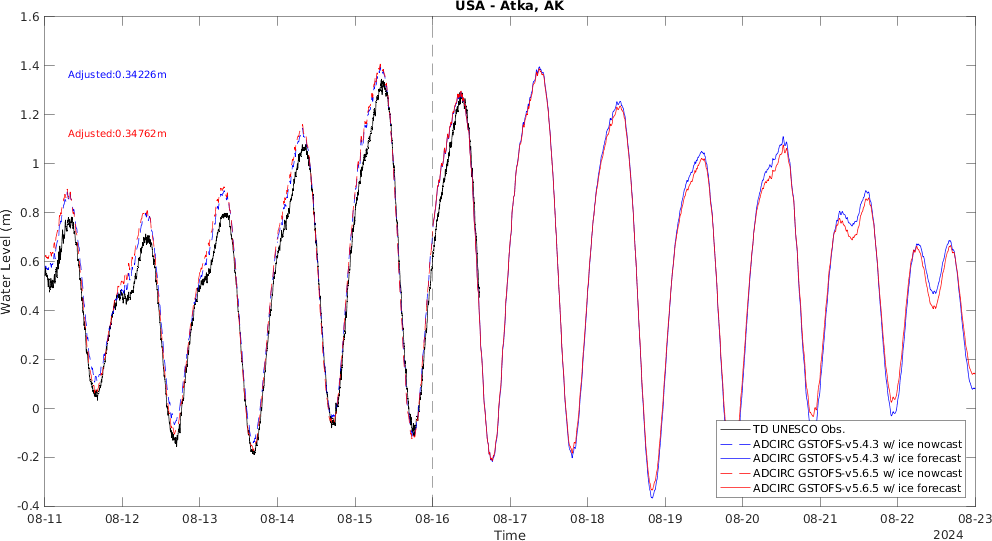 USA - Atka, AK
1.6
1.4
1.2
1
0.8
0.6
0.4
0.2
0
-0.2
-0.4
Water Level (m)
Adjusted:0.34226m
Adjusted:0.34762m
TD UNESCO Obs.
ADCIRC GSTOFS-v5.4.3 w/ ice nowcast
ADCIRC GSTOFS-v5.4.3 w/ ice forecast
ADCIRC GSTOFS-v5.6.5 w/ ice nowcast
ADCIRC GSTOFS-v5.6.5 w/ ice forecast
08-11 08-12 08-13 08-14 08-15 08-16 08-17 08-18 08-19 08-20 08-21 08-22 08-23
Time
2024